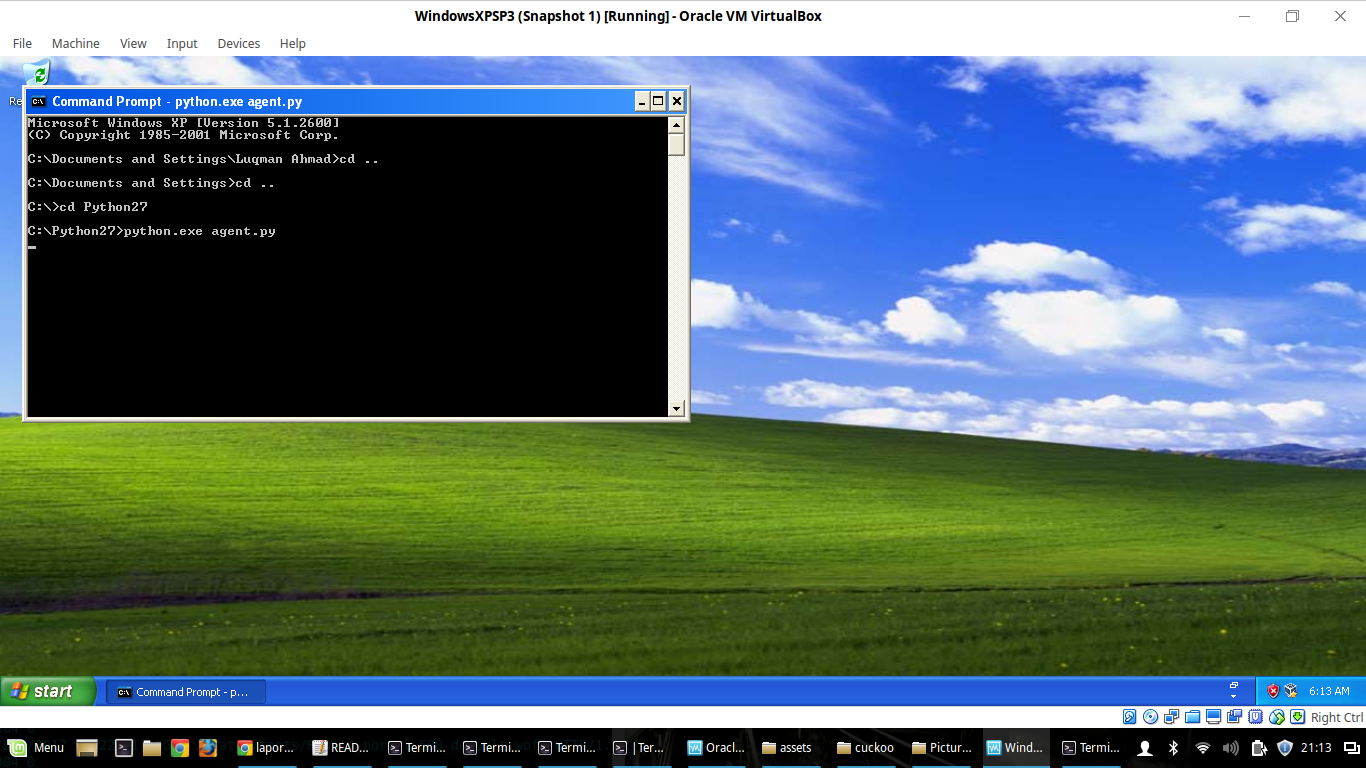 WindowsXPSP3 (Snapshot 1) [Running] - Oracle VM VirtualBox
File Machine View Input Devices Help
Re
Command Prompt - python.exe agent.py
Microsoft Windows XP [Version 5.1.2600]
(C) Copyright 1985-2001 Microsoft Corp.
C:\Documents and Settings\Luqman Ahmad>cd ..
C:\Documents and Settings>cd ..
C:\>cd Python27
C:\Python27>python.exe agent.py
start Command Prompt - p... 6:13 AM
Right Ctrl
Menu lapor... READ... Termi... Termi... Termi... | [Ter... Oracl... assets cuckoo Pictur... Wind... Termi... 21:13